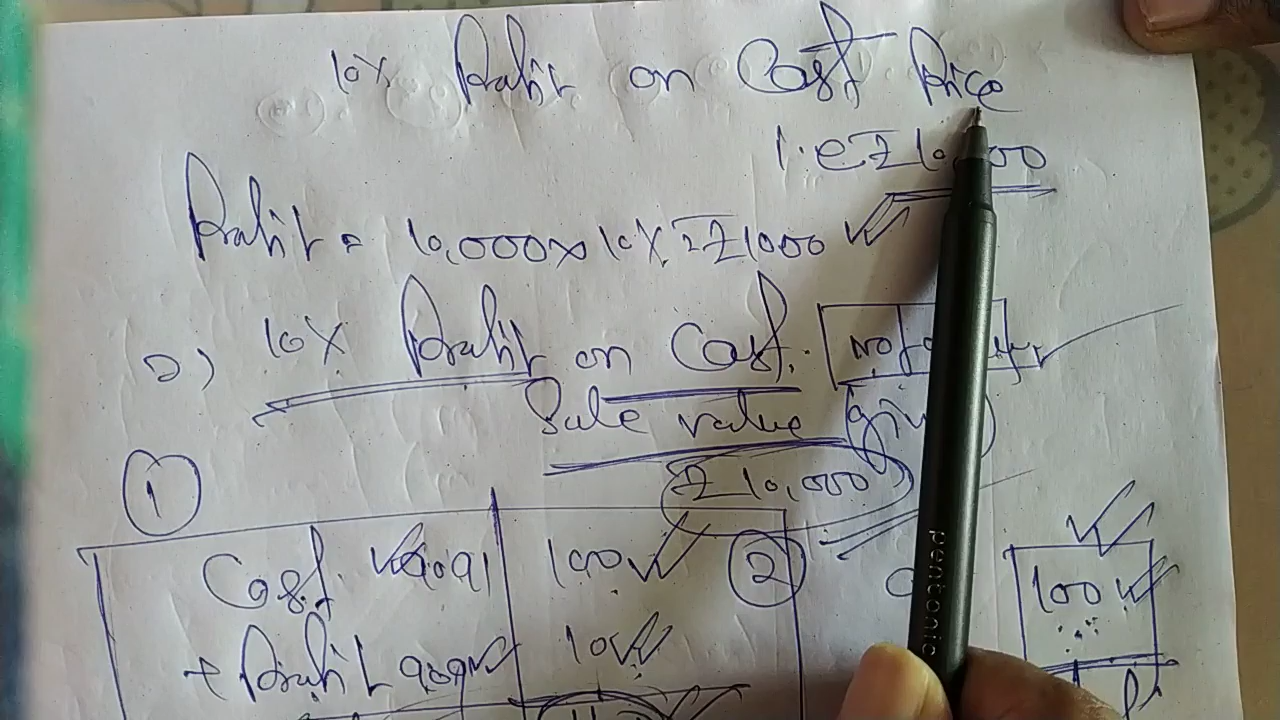 10% Profit on Cost Price
i.e ₹10,000
Profit = 10,000 x 10% = ₹1000
2) 10% Profit on Cost.
Sale value
₹10,000
1
Cost 100
2
100
+ Profit 10
pentonic